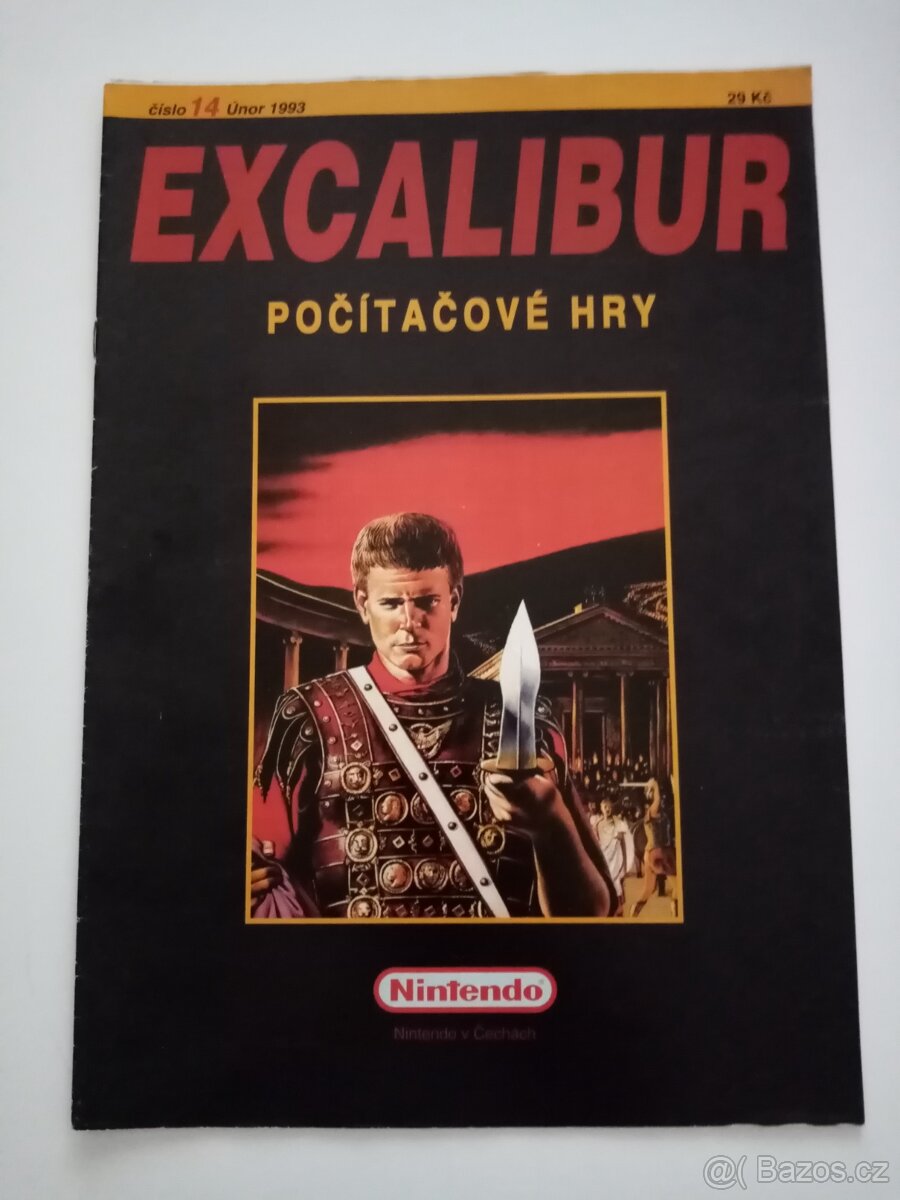 číslo 14 Únor 1993 29 Kč
EXCALIBUR
POČÍTAČOVÉ HRY
Nintendo®
Nintendo v Čechách
@( Bazos.cz